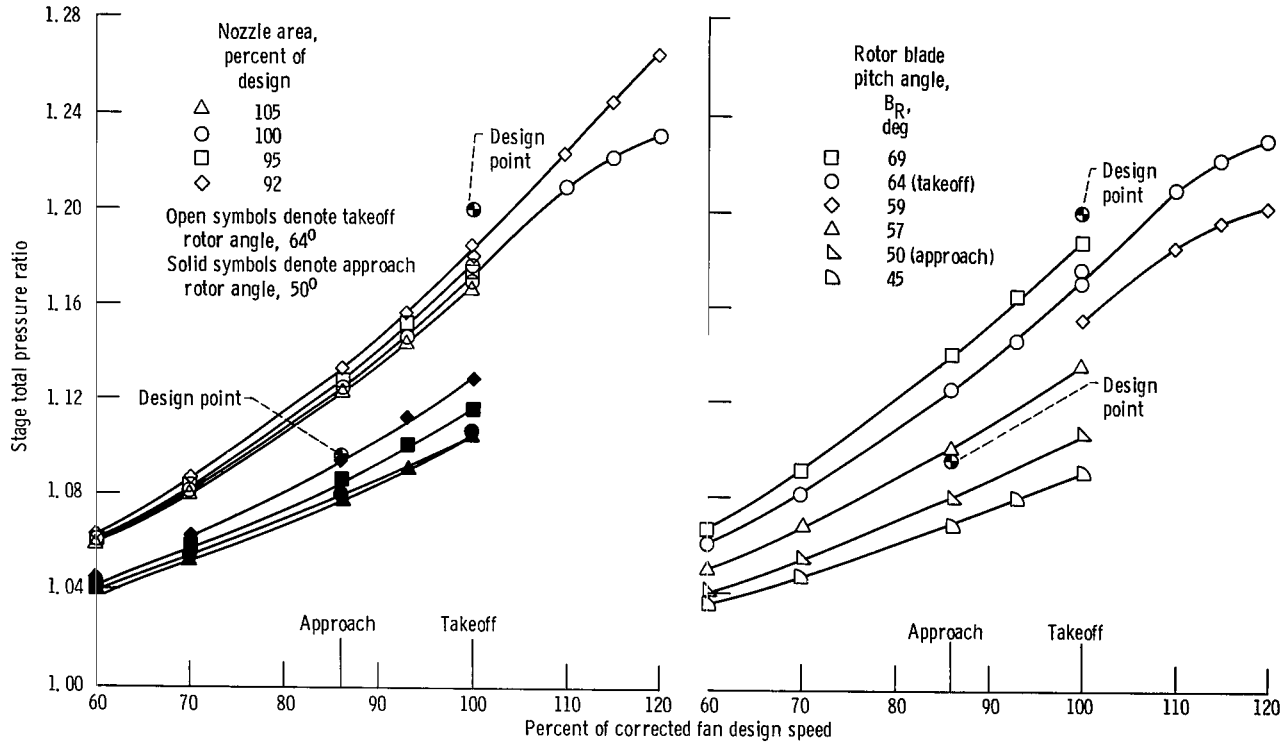 1.28
1.24
1.20
1.16
1.12
1.08
1.04
1.00
Stage total pressure ratio
Nozzle area,
percent of
design
105
100
95
92
Open symbols denote takeoff
rotor angle, 64⁰
Solid symbols denote approach
rotor angle, 50⁰
Design
point
Design point
Approach
Takeoff
60 70 80 90 100 110 120
Rotor blade
pitch angle,
B_R,
deg
69
64 (takeoff)
59
57
50 (approach)
45
Design
point
Design
point
Approach
Takeoff
60 70 80 90 100 110 120
Percent of corrected fan design speed